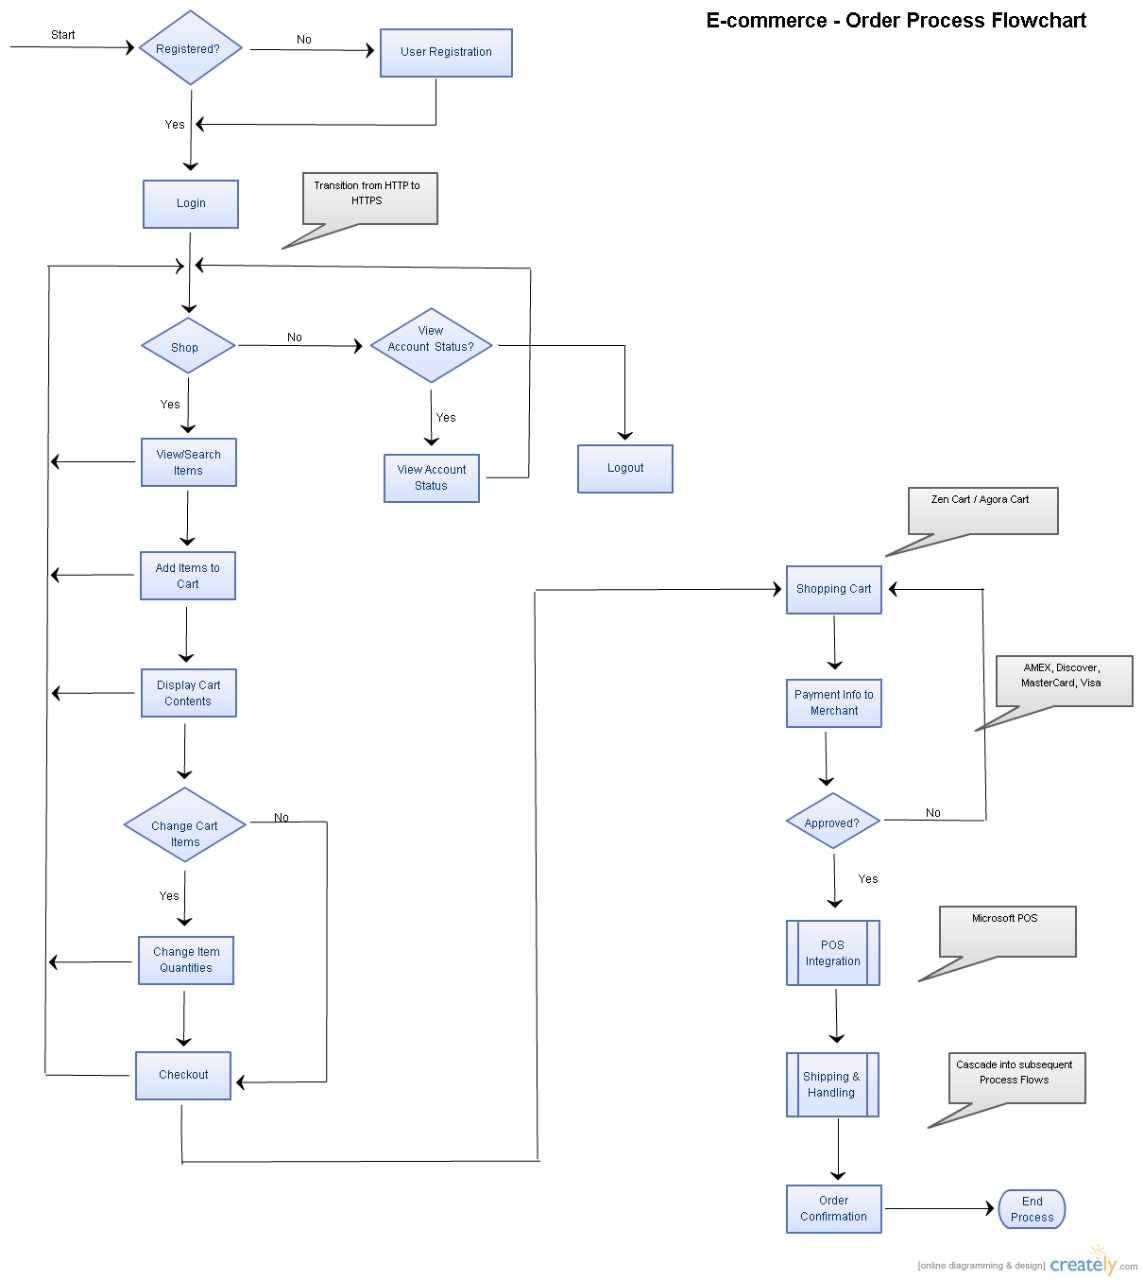 E-commerce - Order Process Flowchart
Start
Registered?
No
User Registration
Yes
Login
Transition from HTTP to
HTTPS
Shop
No
View
Account Status?
Yes
Yes
View/Search
Items
View Account
Status
Logout
Add Items to
Cart
Display Cart
Contents
Change Cart
Items
No
Yes
Change Item
Quantities
Checkout
Zen Cart / Agora Cart
Shopping Cart
AMEX, Discover,
MasterCard, Visa
Payment Info to
Merchant
Approved?
No
Yes
Microsoft POS
POS
Integration
Cascade into subsequent
Process Flows
Shipping &
Handling
Order
Confirmation
End
Process
[online diagramming & design] creately.com